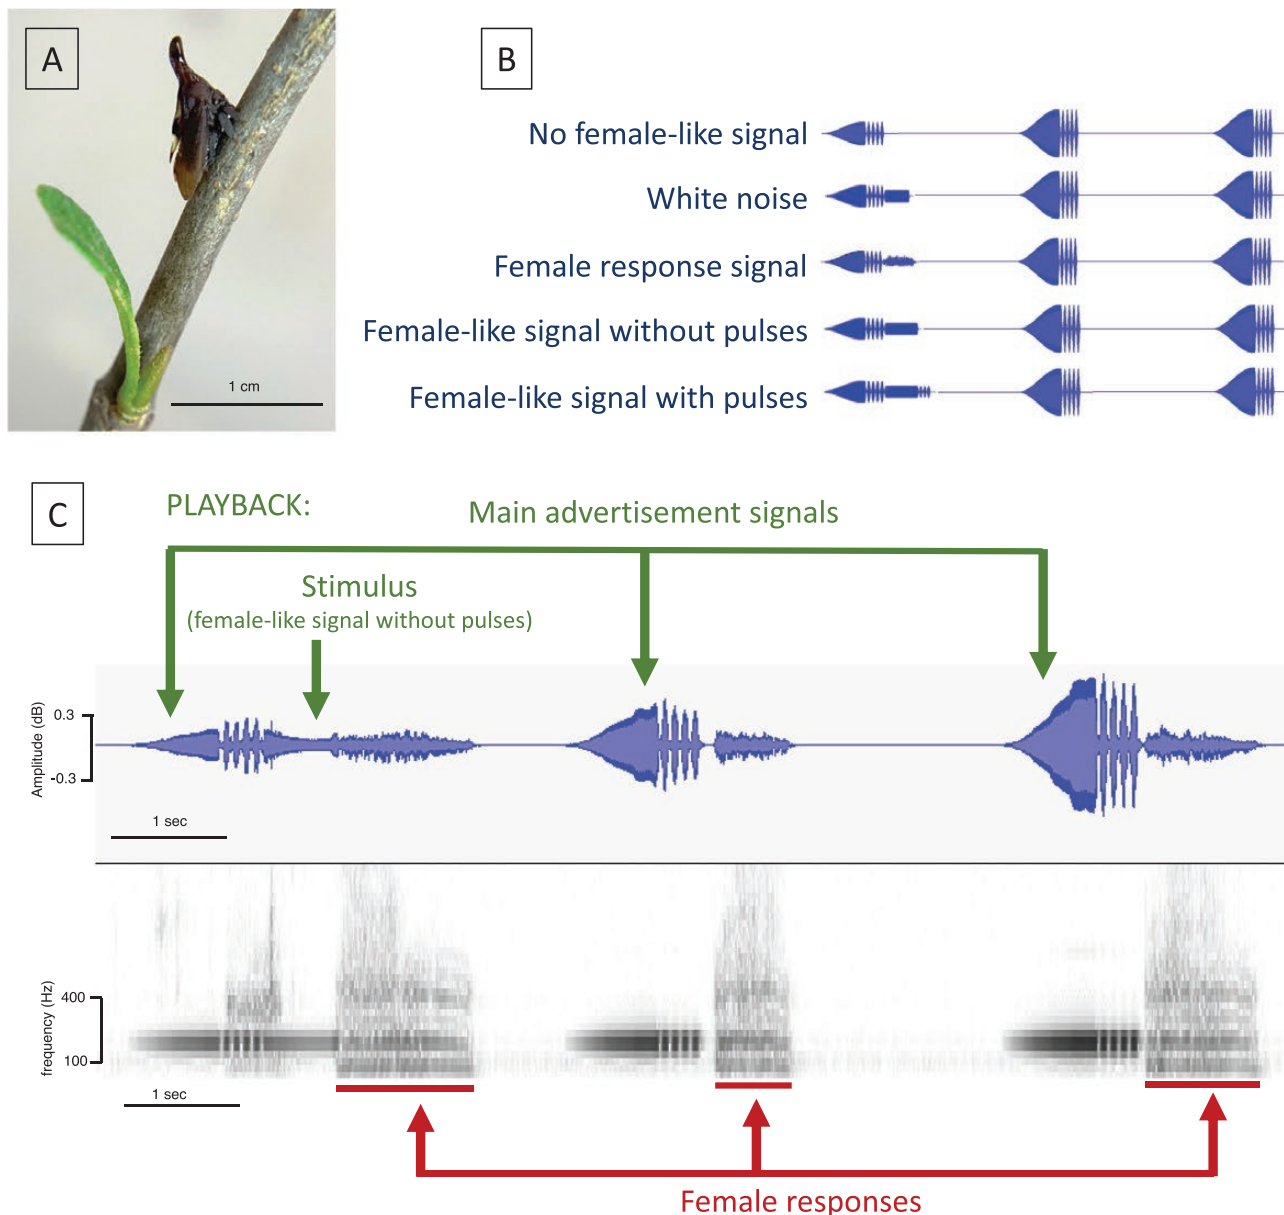 A
1 cm
B
No female-like signal
White noise
Female response signal
Female-like signal without pulses
Female-like signal with pulses
C
PLAYBACK:
Main advertisement signals
Stimulus
(female-like signal without pulses)
Amplitude (dB)
0.3
-0.3
1 sec
frequency (Hz)
400
100
1 sec
Female responses